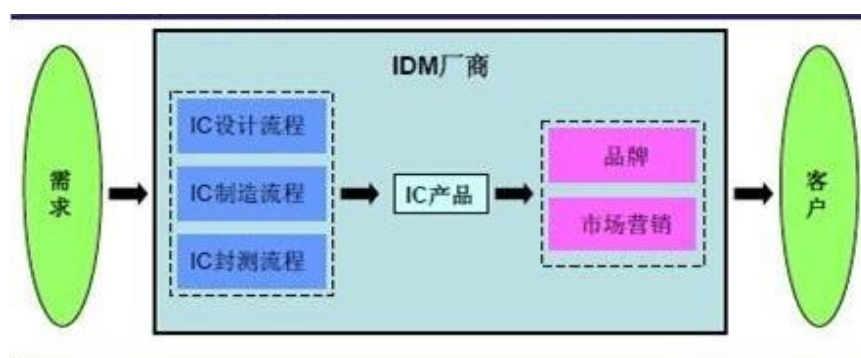 IDM厂商
需
求
IC设计流程
IC制造流程
IC封测流程
IC产品
品牌
市场营销
客
户